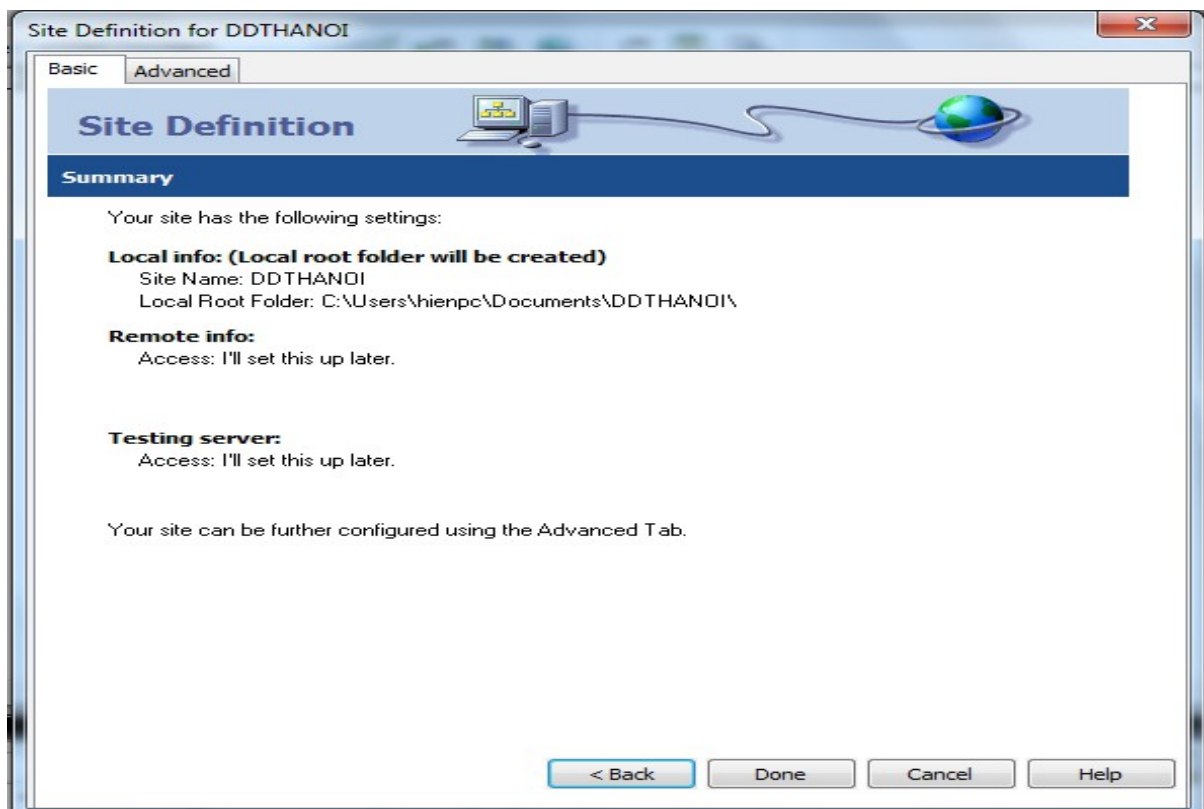 Site Definition for DDTHANOI
Basic
Advanced
Site Definition
Summary
Your site has the following settings:
Local info: (Local root folder will be created)
Site Name: DDTHANOI
Local Root Folder: C:\Users\hienpc\Documents\DDTHANOI\
Remote info:
Access: I'll set this up later.
Testing server:
Access: I'll set this up later.
Your site can be further configured using the Advanced Tab.
< Back
Done
Cancel
Help